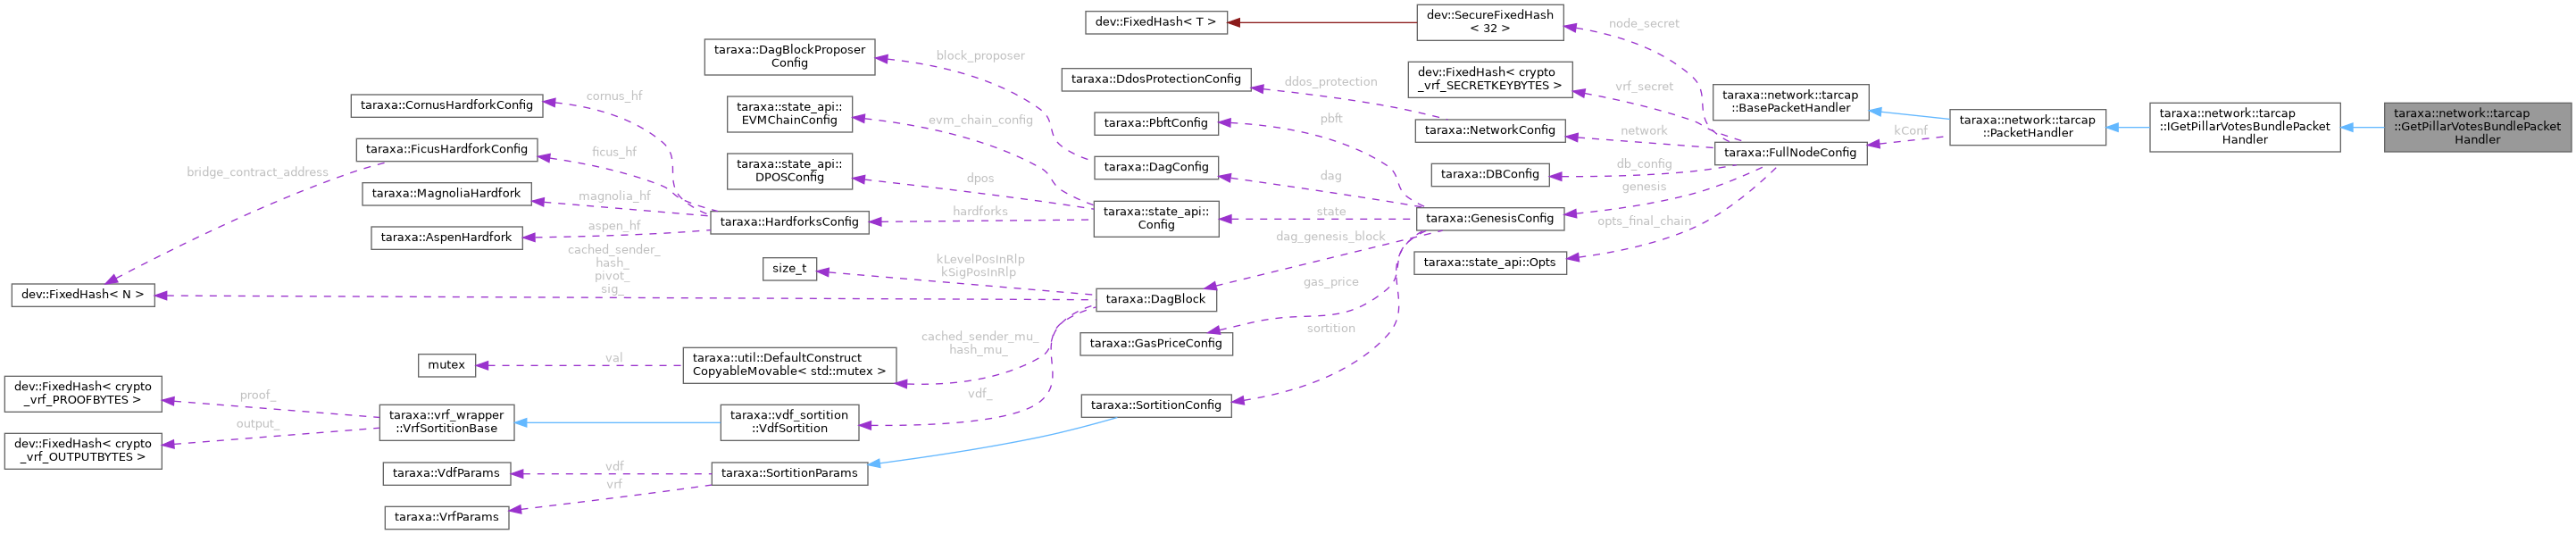 dev::FixedHash< T >
dev::SecureFixedHash
< 32 >
node_secret
taraxa::DagBlockProposer
Config
block_proposer
taraxa::DdosProtectionConfig
ddos_protection
dev::FixedHash< crypto
_vrf_SECRETKEYBYTES >
vrf_secret
taraxa::network::tarcap
::BasePacketHandler
taraxa::network::tarcap
::PacketHandler
taraxa::network::tarcap
::IGetPillarVotesBundlePacket
Handler
taraxa::network::tarcap
::GetPillarVotesBundlePacket
Handler
taraxa::CornusHardforkConfig
cornus_hf
taraxa::state_api::
EVMChainConfig
evm_chain_config
taraxa::PbftConfig
pbft
taraxa::NetworkConfig
network
kConf
taraxa::FullNodeConfig
taraxa::FicusHardforkConfig
ficus_hf
bridge_contract_address
taraxa::state_api::
DPOSConfig
dpos
taraxa::DagConfig
dag
taraxa::DBConfig
db_config
genesis
taraxa::MagnoliaHardfork
magnolia_hf
taraxa::HardforksConfig
hardforks
taraxa::state_api::
Config
state
taraxa::GenesisConfig
opts_final_chain
taraxa::AspenHardfork
aspen_hf
dag_genesis_block
taraxa::state_api::Opts
cached_sender_
hash_
pivot_
sig_
size_t
kLevelPosInRlp
kSigPosInRlp
dev::FixedHash< N >
taraxa::DagBlock
gas_price
taraxa::GasPriceConfig
sortition
cached_sender_mu_
hash_mu_
mutex
val
taraxa::util::DefaultConstruct
CopyableMovable< std::mutex >
dev::FixedHash< crypto
_vrf_PROOFBYTES >
proof_
vdf_
taraxa::vrf_wrapper
::VrfSortitionBase
taraxa::vdf_sortition
::VdfSortition
taraxa::SortitionConfig
output_
dev::FixedHash< crypto
_vrf_OUTPUTBYTES >
taraxa::VdfParams
vdf
taraxa::SortitionParams
vrf
taraxa::VrfParams